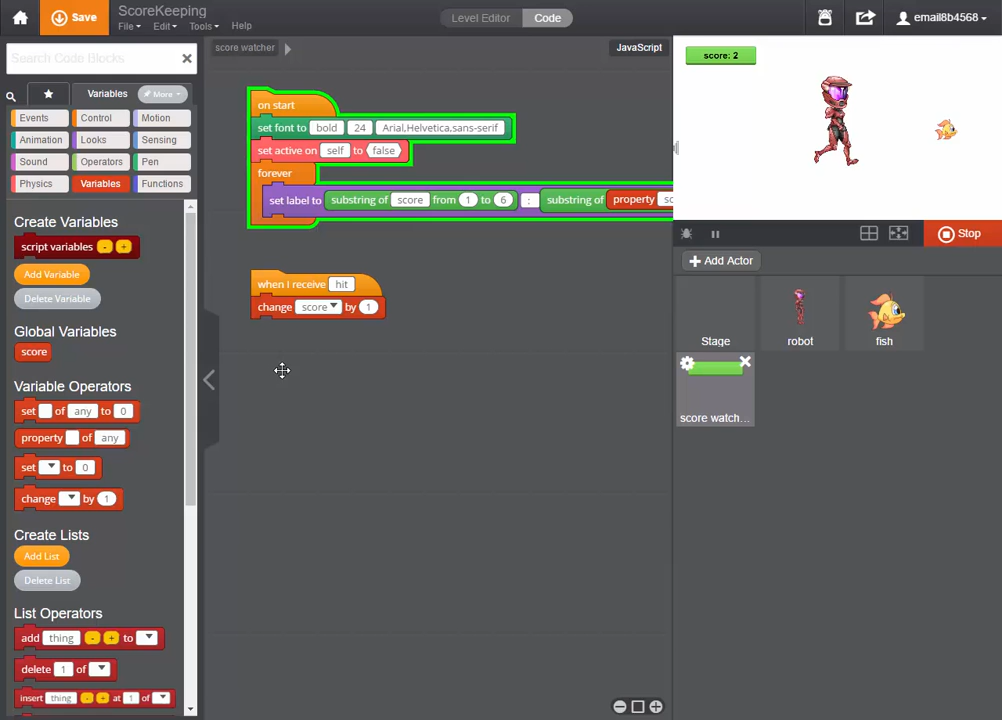 Save
ScoreKeeping
File Edit Tools Help
Level Editor Code
email8b4568
Search Code Blocks
score watcher
JavaScript
Variables More
Events Control Motion
Animation Looks Sensing
Sound Operators Pen
Physics Variables Functions
Create Variables
script variables - +
Add Variable
Delete Variable
Global Variables
score
Variable Operators
set of any to 0
property of any
set to 0
change by 1
Create Lists
Add List
Delete List
List Operators
add thing - + to
delete 1 of
insert thing - + at 1 of
on start
set font to bold 24 Arial,Helvetica,sans-serif
set active on self to false
forever
set label to substring of score from 1 to 6 : substring of property sc
when I receive hit
change score by 1
score: 2
Stop
Add Actor
Stage robot fish
score watch...